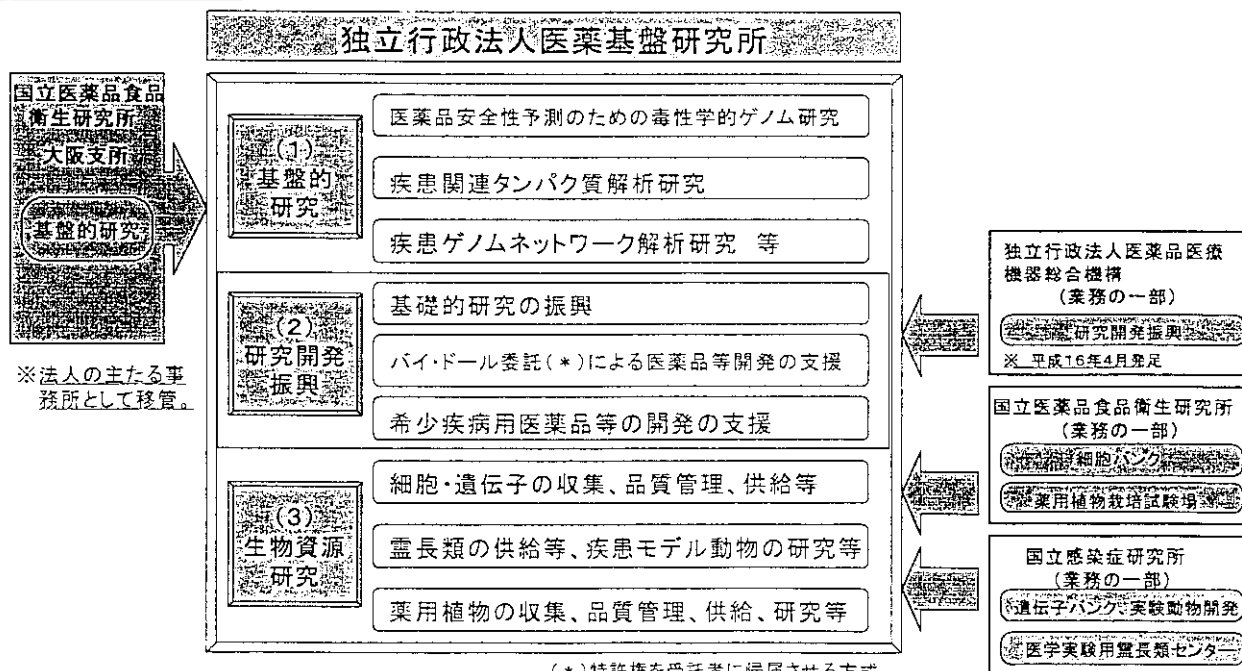 独立行政法人医薬基盤研究所
国立医薬品食品
衛生研究所
大阪支所
基盤的研究
※法人の主たる事
務所として移管。
(1)
基盤的
研究
医薬品安全性予測のための毒性学的ゲノム研究
疾患関連タンパク質解析研究
疾患ゲノムネットワーク解析研究 等
(2)
研究開発
振興
基礎的研究の振興
バイ・ドール委託(*)による医薬品等開発の支援
希少疾病用医薬品等の開発の支援
(3)
生物資源
研究
細胞・遺伝子の収集、品質管理、供給等
霊長類の供給等、疾患モデル動物の研究等
薬用植物の収集、品質管理、供給、研究等
独立行政法人医薬品医療
機器総合機構
(業務の一部)
研究開発振興
※ 平成16年4月発足
国立医薬品食品衛生研究所
(業務の一部)
細胞バンク
薬用植物栽培試験場
国立感染症研究所
(業務の一部)
遺伝子バンク、実験動物開発
医学実験用霊長類センター
(*)特許権を受託者に帰属させる方式